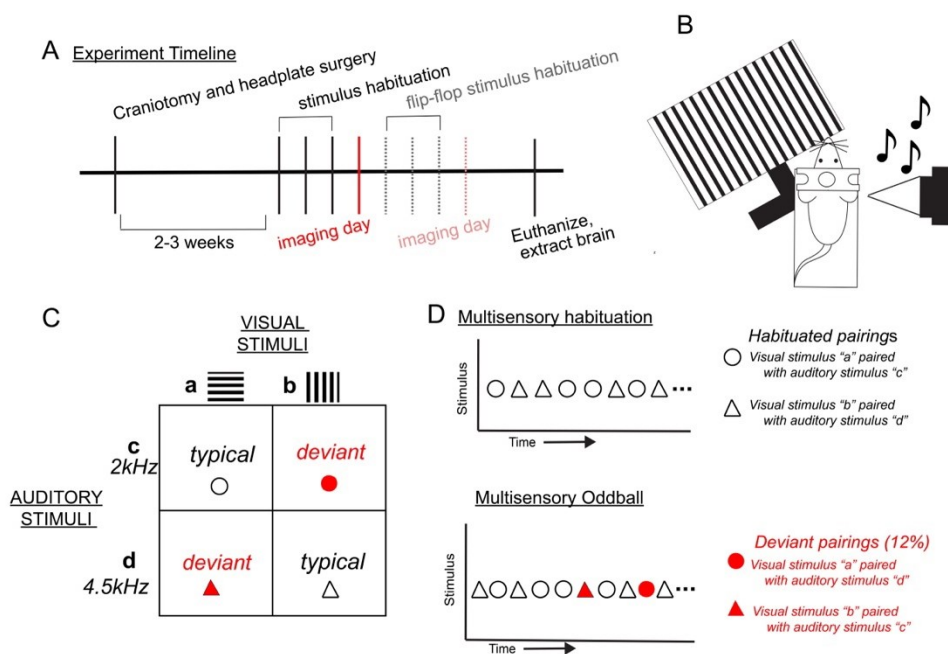 A Experiment Timeline
Craniotomy and headplate surgery
stimulus habituation
flip-flop stimulus habituation
2-3 weeks
imaging day
imaging day
Euthanize,
extract brain
B
C
VISUAL
STIMULI
a
b
c
2kHz
typical
deviant
AUDITORY
STIMULI
d
4.5kHz
deviant
typical
D Multisensory habituation
Stimulus
Time
Habituated pairings
Visual stimulus "a" paired
with auditory stimulus "c"
Visual stimulus "b" paired
with auditory stimulus "d"
Multisensory Oddball
Stimulus
Time
Deviant pairings (12%)
Visual stimulus "a" paired
with auditory stimulus "d"
Visual stimulus "b" paired
with auditory stimulus "c"